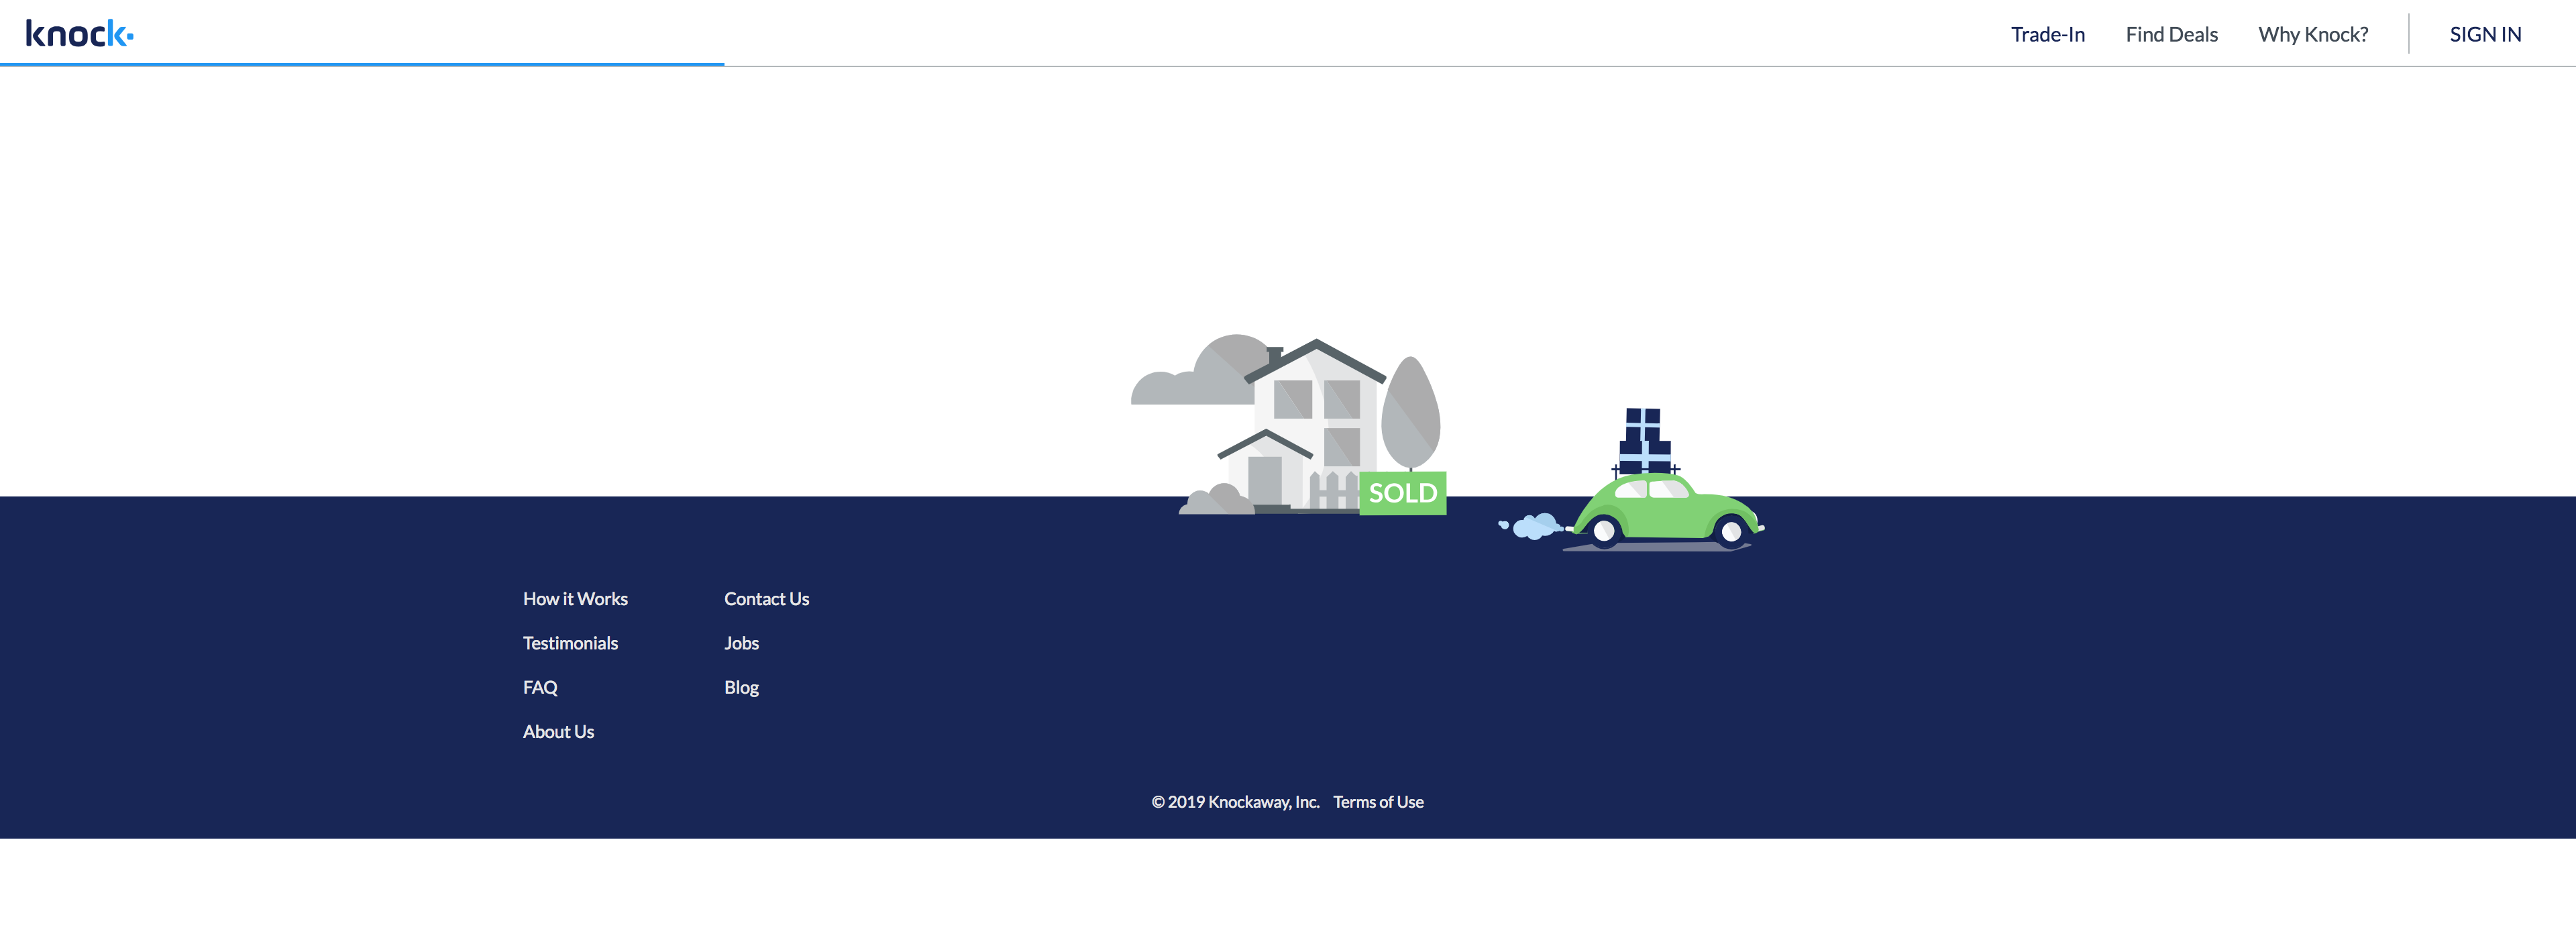 knock
Trade-In Find Deals Why Knock? SIGN IN
SOLD
How it Works Contact Us
Testimonials Jobs
FAQ Blog
About Us
© 2019 Knockaway, Inc. Terms of Use